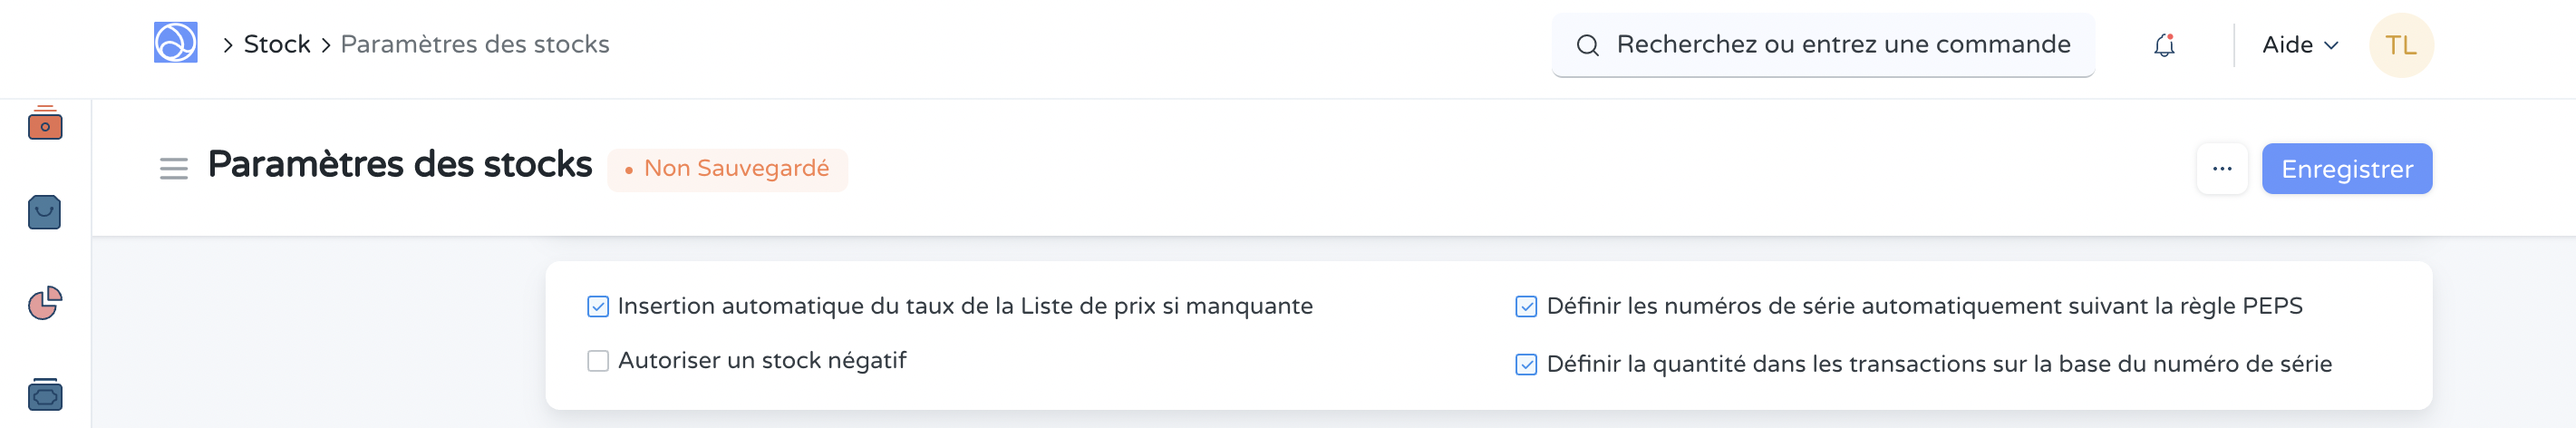 Stock
Paramètres des stocks
Recherchez ou entrez une commande
Aide
TL
Paramètres des stocks
Non Sauvegardé
Enregistrer
Insertion automatique du taux de la Liste de prix si manquante
Autoriser un stock négatif
Définir les numéros de série automatiquement suivant la règle PEPS
Définir la quantité dans les transactions sur la base du numéro de série